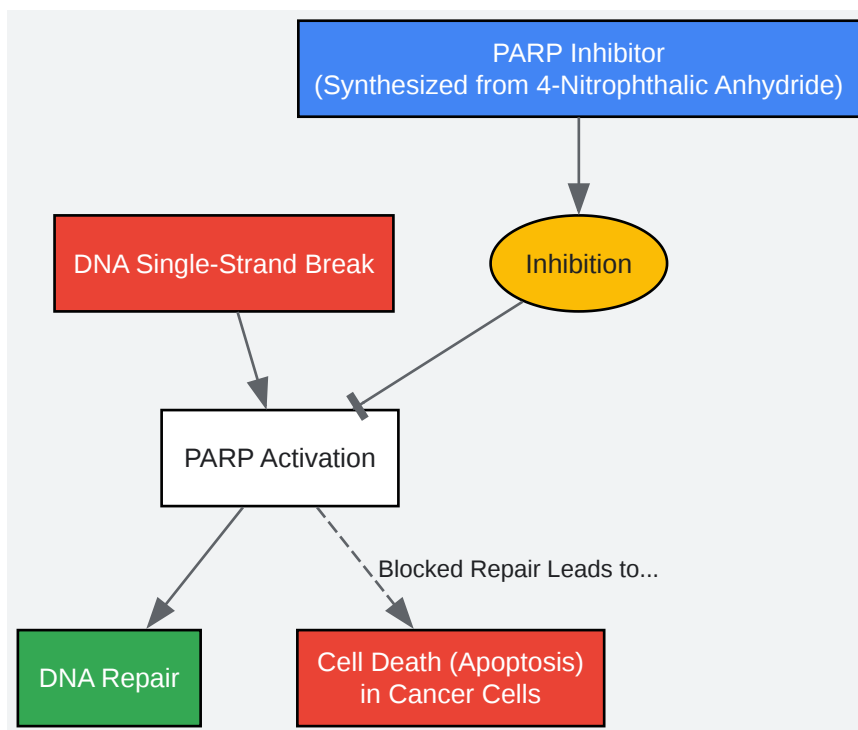 PARP Inhibitor
(Synthesized from 4-Nitrophthalic Anhydride)
DNA Single-Strand Break
Inhibition
PARP Activation
Blocked Repair Leads to...
DNA Repair
Cell Death (Apoptosis)
in Cancer Cells